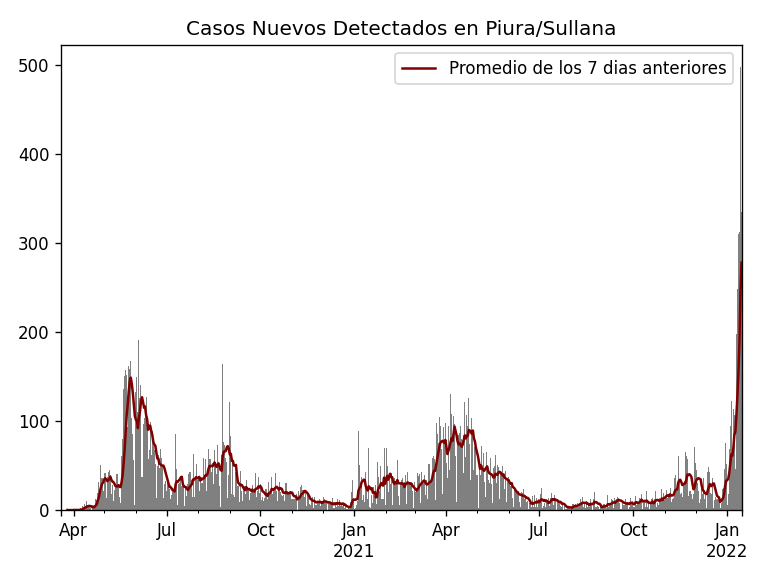 Casos Nuevos Detectados en Piura/Sullana
Promedio de los 7 dias anteriores
500
400
300
200
100
0
Apr
Jul
Oct
Jan
2021
Apr
Jul
Oct
Jan
2022